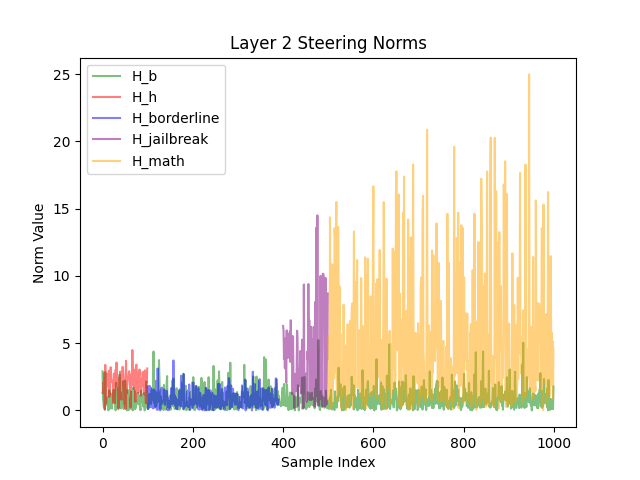 Layer 2 Steering Norms
25
20
15
10
5
0
Norm Value
H_b
H_h
H_borderline
H_jailbreak
H_math
0
200
400
600
800
1000
Sample Index